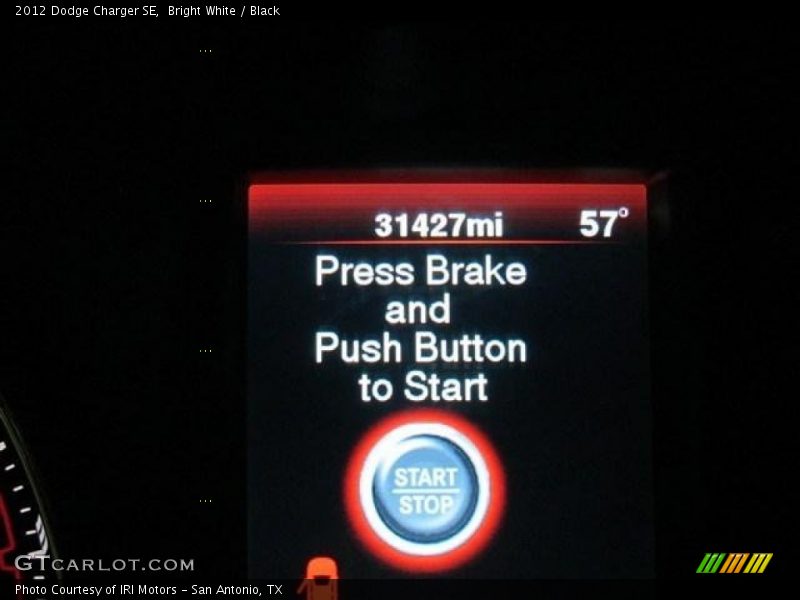 2012 Dodge Charger SE,  Bright White / Black
...
...
31427mi 57°
Press Brake
and
Push Button
to Start
...
START
STOP
...
GTCARLOT.COM
Photo Courtesy of IRI Motors - San Antonio, TX